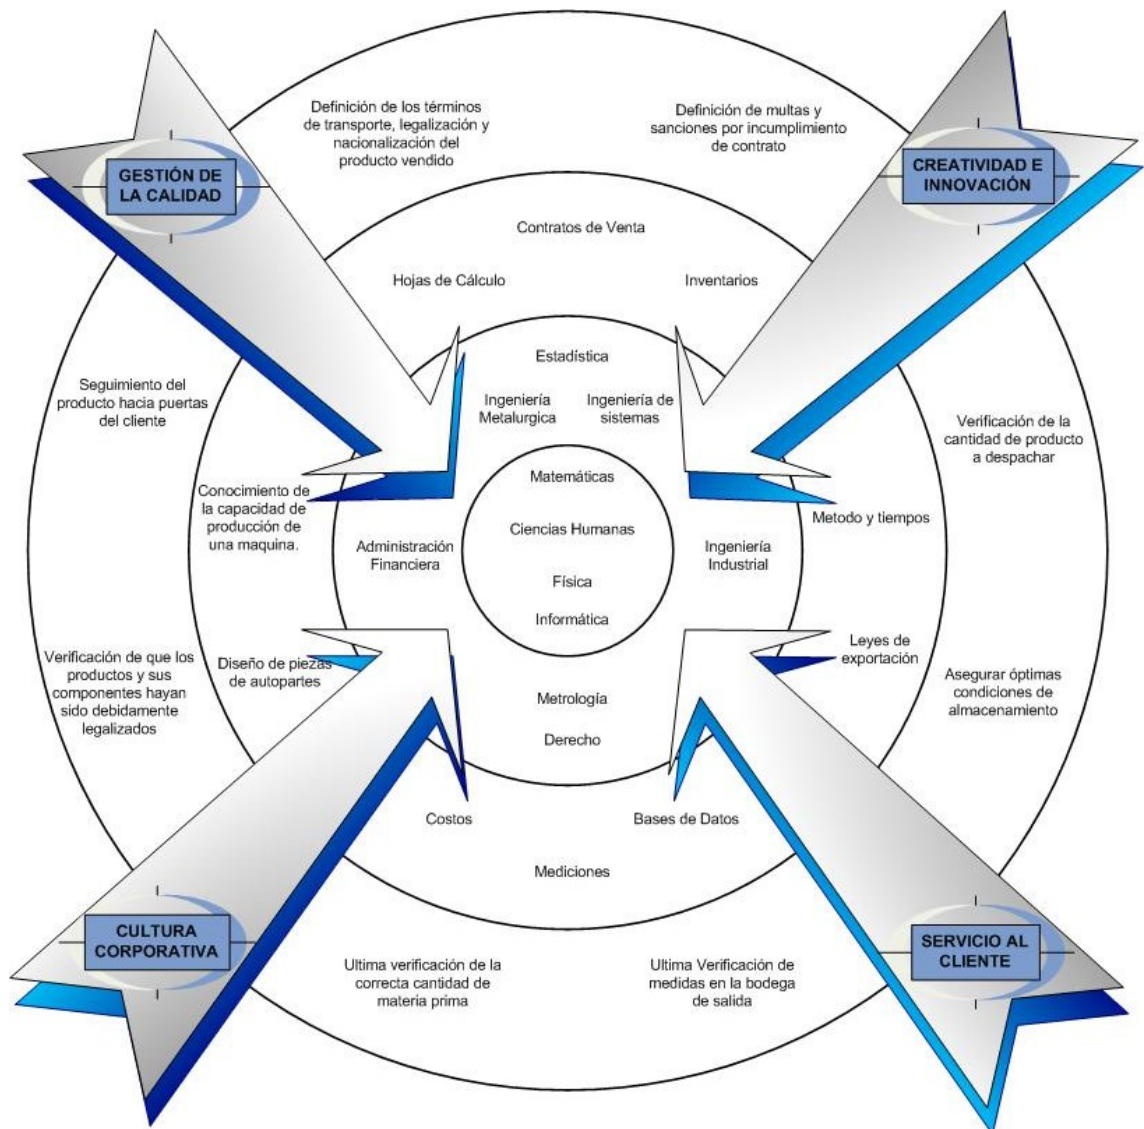 Definición de los términos
de transporte, legalización y
nacionalización del
producto vendido
Definición de multas y
sanciones por incumplimiento
de contrato
GESTIÓN DE
LA CALIDAD
CREATIVIDAD E
INNOVACIÓN
Contratos de Venta
Hojas de Cálculo
Inventarios
Estadística
Ingeniería
Metalurgica
Ingeniería de
sistemas
Seguimiento del
producto hacia puertas
del cliente
Verificación de la
cantidad de producto
a despachar
Matemáticas
Conocimiento de
la capacidad de
producción de
una maquina.
Metodo y tiempos
Ciencias Humanas
Administración
Financiera
Ingeniería
Industrial
Física
Informática
Verificación de que los
productos y sus
componentes hayan
sido debidamente
legalizados
Diseño de piezas
de autopartes
Leyes de
exportación
Asegurar óptimas
condiciones de
almacenamiento
Metrología
Derecho
Costos
Bases de Datos
Mediciones
CULTURA
CORPORATIVA
SERVICIO AL
CLIENTE
Ultima verificación de la
correcta cantidad de
materia prima
Ultima Verificación de
medidas en la bodega
de salida